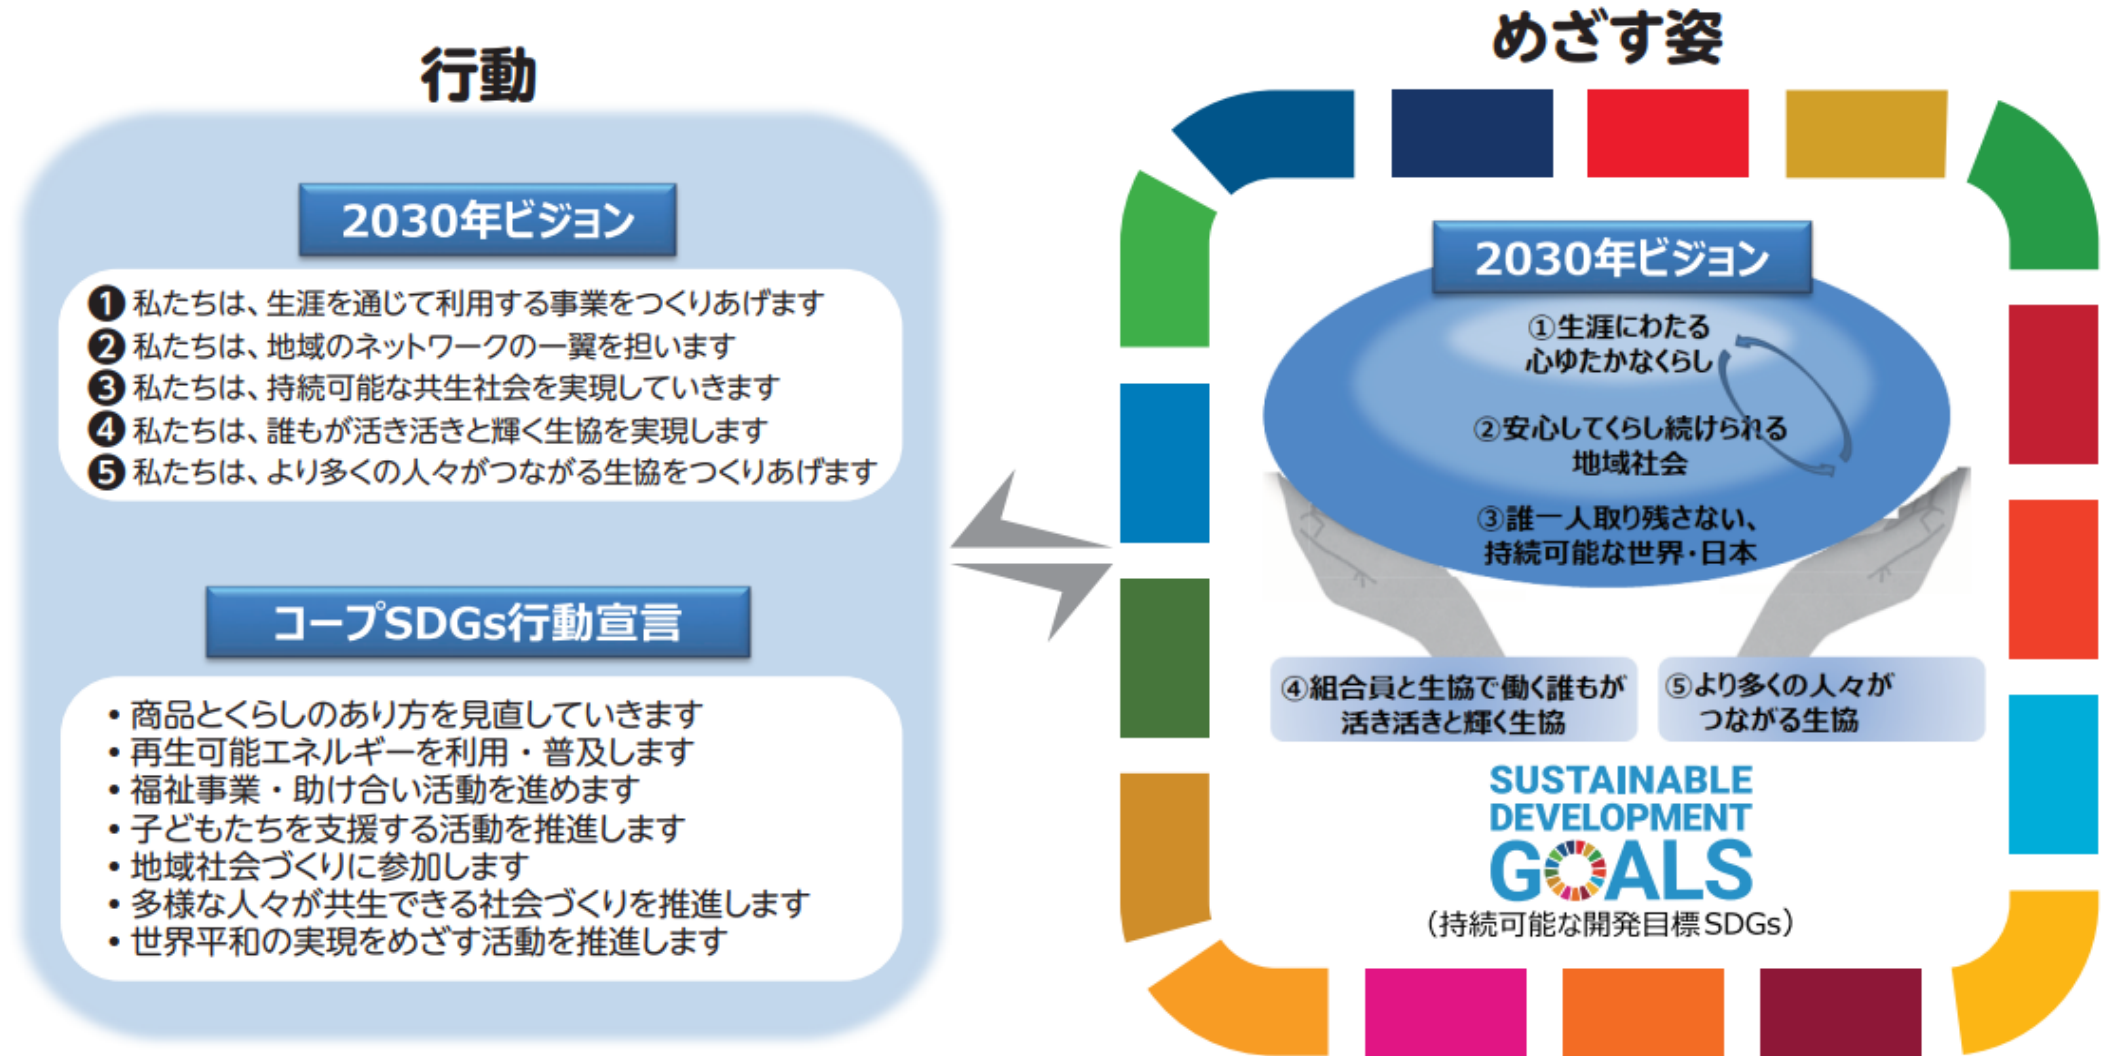 行動
2030年ビジョン
❶私たちは、生涯を通じて利用する事業をつくりあげます
❷私たちは、地域のネットワークの一翼を担います
❸私たちは、持続可能な共生社会を実現していきます
❹私たちは、誰もが活き活きと輝く生協を実現します
❺私たちは、より多くの人々がつながる生協をつくりあげます
コープSDGs行動宣言
• 商品とくらしのあり方を見直していきます
• 再生可能エネルギーを利用・普及します
• 福祉事業・助け合い活動を進めます
• 子どもたちを支援する活動を推進します
• 地域社会づくりに参加します
• 多様な人々が共生できる社会づくりを推進します
• 世界平和の実現をめざす活動を推進します
めざす姿
2030年ビジョン
①生涯にわたる
心ゆたかなくらし
②安心してくらし続けられる
地域社会
③誰一人取り残さない、
持続可能な世界・日本
④組合員と生協で働く誰もが
活き活きと輝く生協
⑤より多くの人々が
つながる生協
SUSTAINABLE
DEVELOPMENT
GOALS
（持続可能な開発目標SDGs）